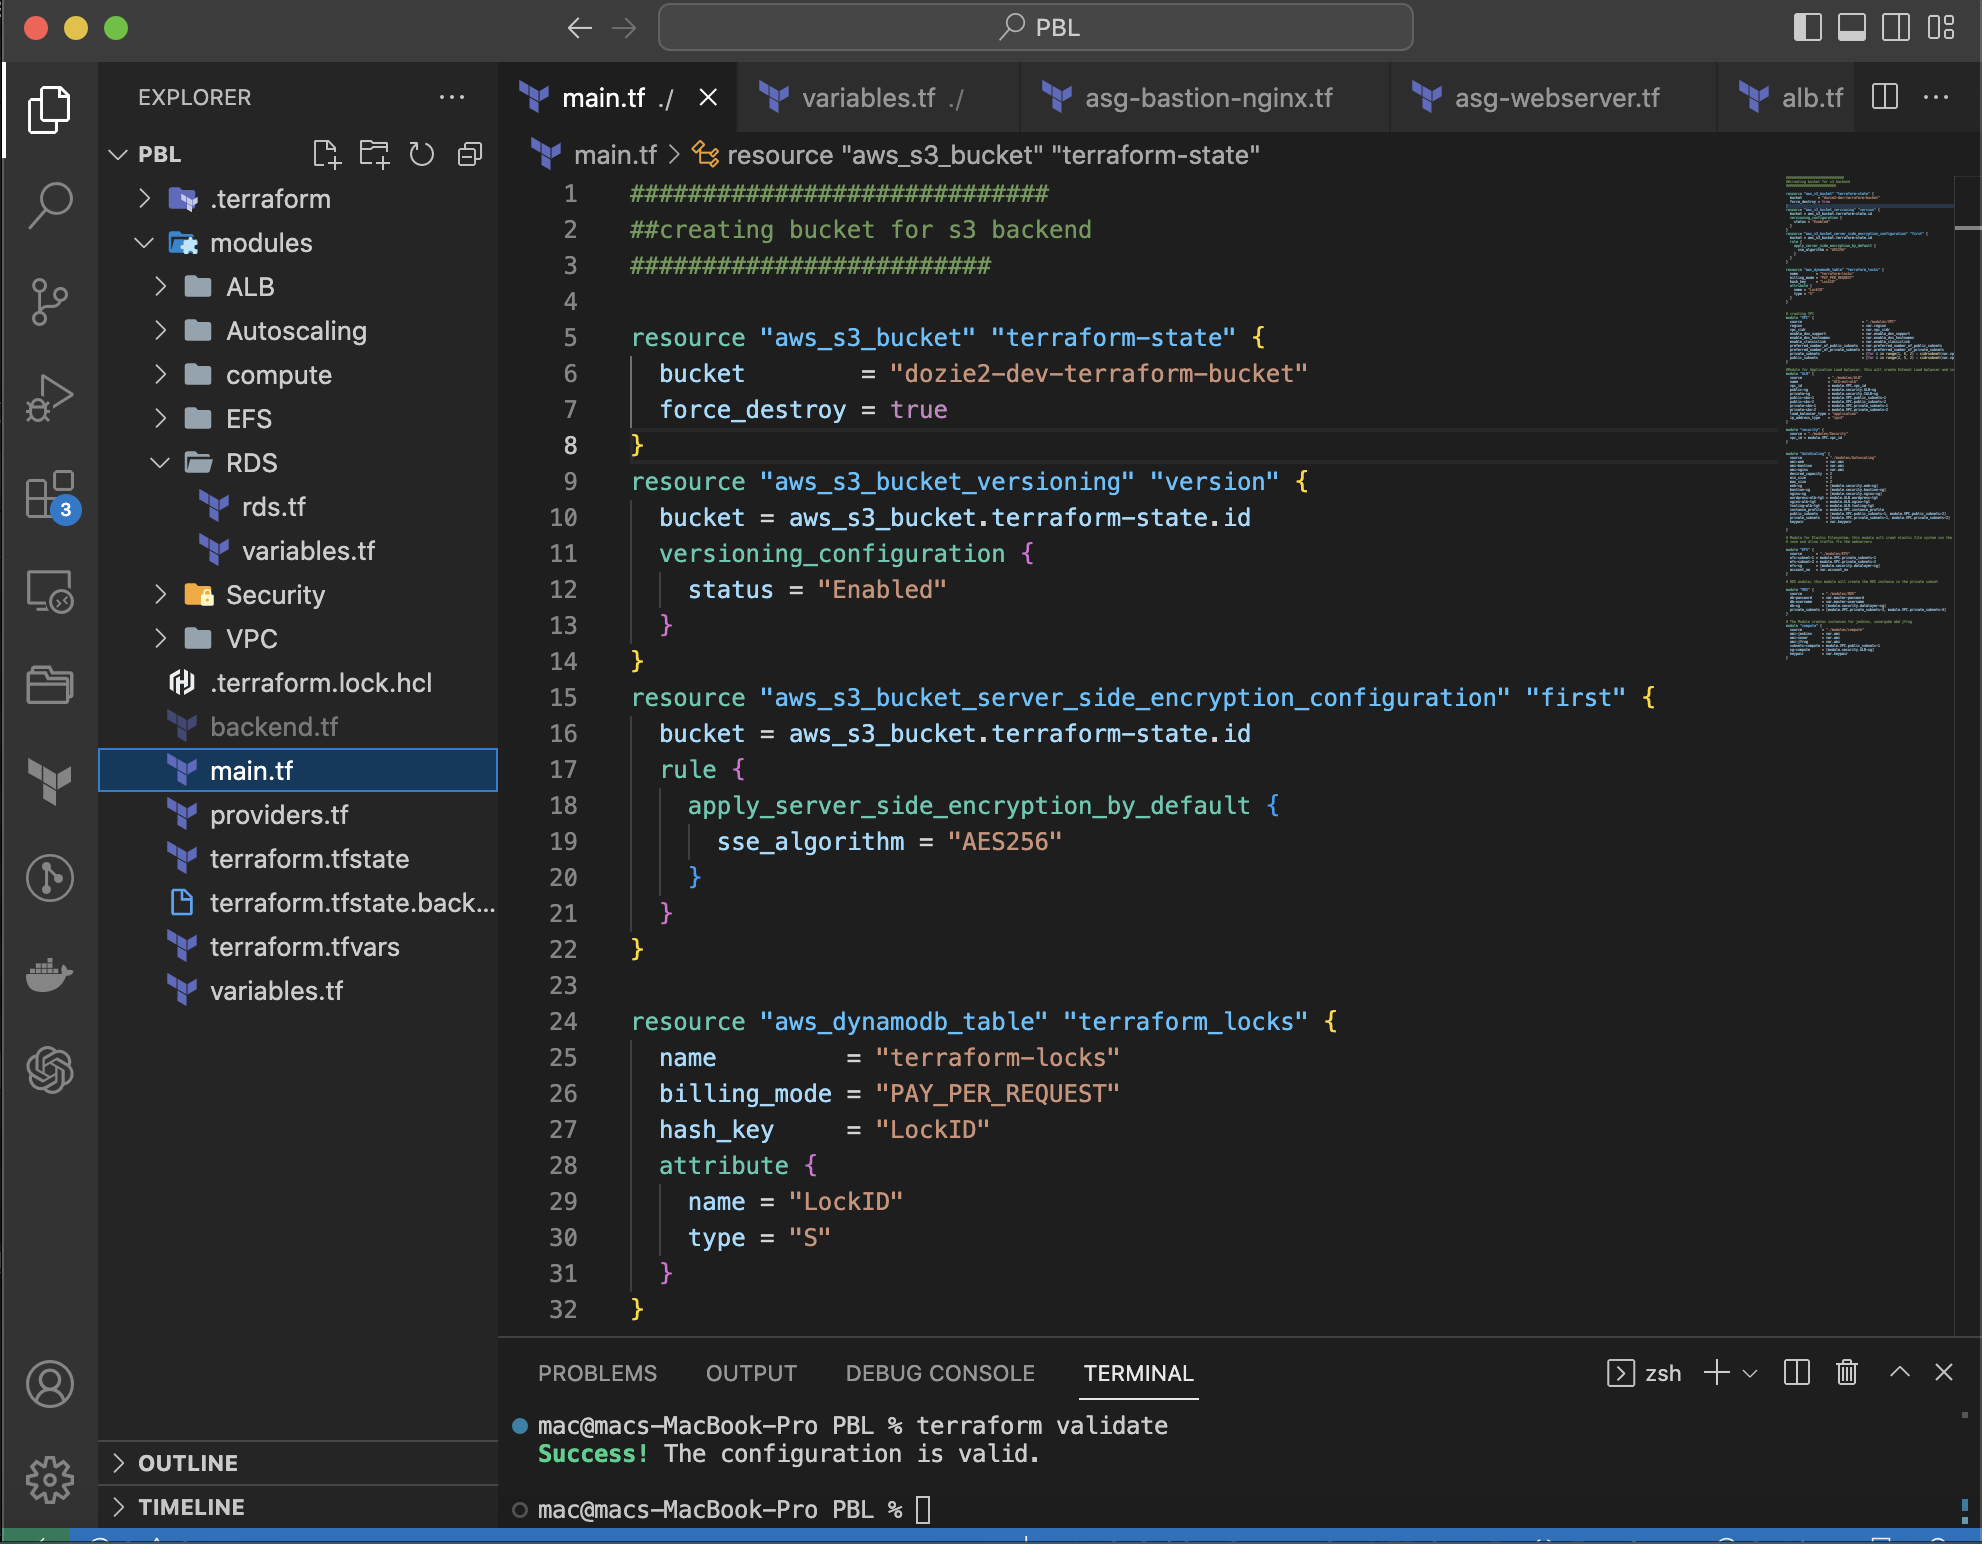 PBL
EXPLORER
main.tf ./
variables.tf ./
asg-bastion-nginx.tf
asg-webserver.tf
alb.tf
PBL
.terraform
modules
ALB
Autoscaling
compute
EFS
RDS
rds.tf
variables.tf
Security
VPC
.terraform.lock.hcl
backend.tf
main.tf
providers.tf
terraform.tfstate
terraform.tfstate.back...
terraform.tfvars
variables.tf
OUTLINE
TIMELINE
3
main.tf > resource "aws_s3_bucket" "terraform-state"
1 #############################
2 ##creating bucket for s3 backend
3 #########################
4
5 resource "aws_s3_bucket" "terraform-state" {
6 bucket = "dozie2-dev-terraform-bucket"
7 force_destroy = true
8 }
9 resource "aws_s3_bucket_versioning" "version" {
10 bucket = aws_s3_bucket.terraform-state.id
11 versioning_configuration {
12 status = "Enabled"
13 }
14 }
15 resource "aws_s3_bucket_server_side_encryption_configuration" "first" {
16 bucket = aws_s3_bucket.terraform-state.id
17 rule {
18 apply_server_side_encryption_by_default {
19 sse_algorithm = "AES256"
20 }
21 }
22 }
23
24 resource "aws_dynamodb_table" "terraform_locks" {
25 name = "terraform-locks"
26 billing_mode = "PAY_PER_REQUEST"
27 hash_key = "LockID"
28 attribute {
29 name = "LockID"
30 type = "S"
31 }
32 }
PROBLEMS OUTPUT DEBUG CONSOLE TERMINAL zsh
mac@macs-MacBook-Pro PBL % terraform validate
Success! The configuration is valid.
mac@macs-MacBook-Pro PBL %